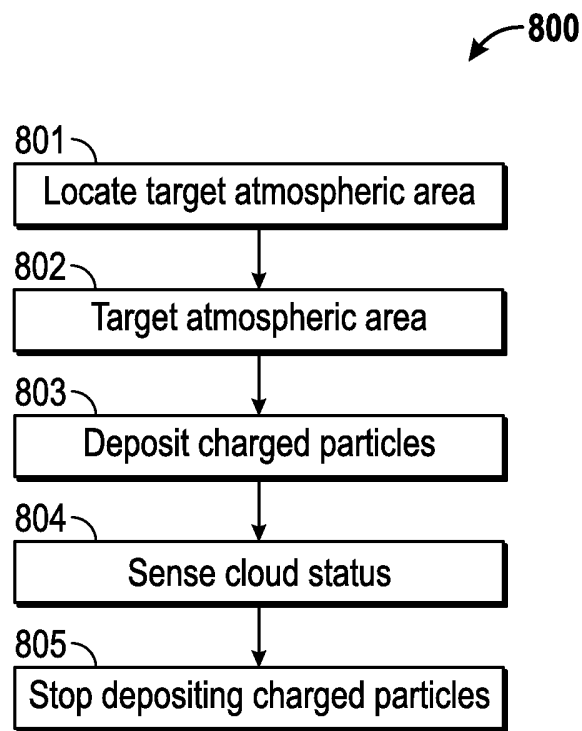 800
801
Locate target atmospheric area
802
Target atmospheric area
803
Deposit charged particles
804
Sense cloud status
805
Stop depositing charged particles